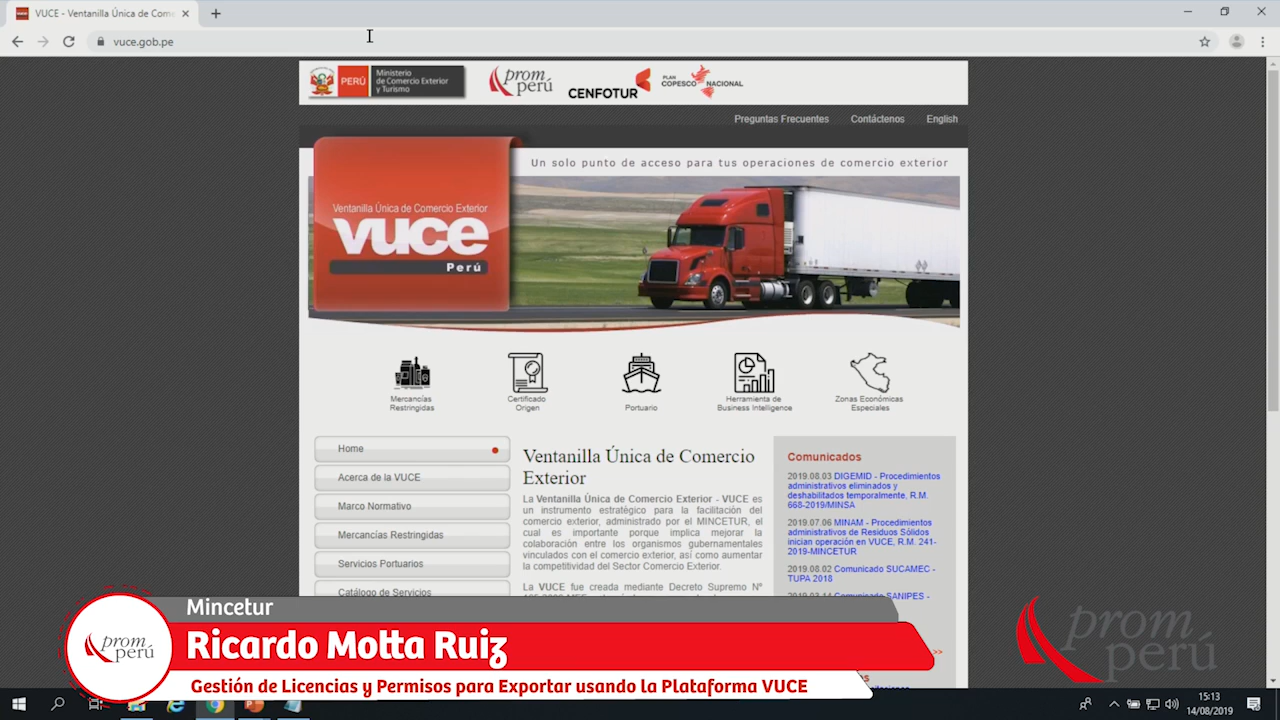 VUCE - Ventanilla Única de Com
vuce.gob.pe
PERÚ
Ministerio
de Comercio Exterior
y Turismo
prom
perú
CENFOTUR
PLAN
COPESCO NACIONAL
Preguntas Frecuentes Contáctenos English
Un solo punto de acceso para tus operaciones de comercio exterior
Ventanilla Única de Comercio Exterior
vuce
Perú
Mercancías
Restringidas
Certificado
Origen
Portuario
Herramienta de
Business Intelligence
Zonas Económicas
Especiales
Home
Acerca de la VUCE
Marco Normativo
Mercancías Restringidas
Servicios Portuarios
Catálogo de Servicios
Ventanilla Única de Comercio
Exterior
La Ventanilla Única de Comercio Exterior - VUCE es
un instrumento estratégico para la facilitación del
comercio exterior, administrado por el MINCETUR, el
cual es importante porque implica mejorar la
colaboración entre los organismos gubernamentales
vinculados con el comercio exterior, así como aumentar
la competitividad del Sector Comercio Exterior.
La VUCE fue creada mediante Decreto Supremo Nº
Comunicados
2019.08.03 DIGEMID - Procedimientos
administrativos eliminados y
deshabilitados temporalmente, R.M.
668-2019/MINSA
2019.07.06 MINAM - Procedimientos
administrativos de Residuos Sólidos
inician operación en VUCE, R.M. 241-
2019-MINCETUR
2019.08.02 Comunicado SUCAMEC -
TUPA 2018
SANIPES -
>>
Mincetur
Ricardo Motta Ruiz
Gestión de Licencias y Permisos para Exportar usando la Plataforma VUCE
prom
perú
prom
perú
15:13
14/08/2019